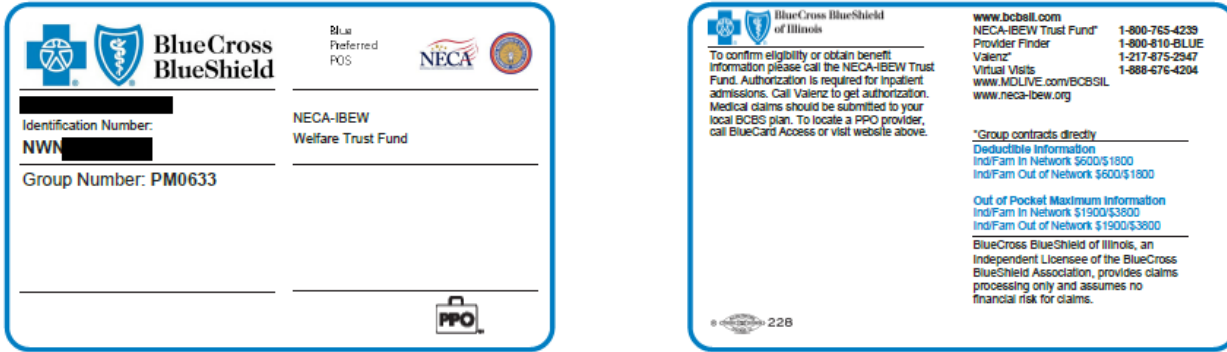 BlueCross
BlueShield
Blue
Preferred
POS
NECA
Identification Number:
NWN
NECA-IBEW
Welfare Trust Fund
Group Number: PM0633
PPO
BlueCross BlueShield
of Illinois
To confirm eligibility or obtain benefit
information please call the NECA-IBEW Trust
Fund. Authorization is required for inpatient
admissions. Call Valenz to get authorization.
Medical claims should be submitted to your
local BCBS plan. To locate a PPO provider,
call BlueCard Access or visit website above.
www.bcbsil.com
NECA-IBEW Trust Fund* 1-800-765-4239
Provider Finder 1-800-810-BLUE
Valenz* 1-217-875-2947
Virtual Visits 1-888-676-4204
www.MDLIVE.com/BCBSIL
www.neca-ibew.org
*Group contracts directly
Deductible Information
Ind/Fam In Network $600/$1800
Ind/Fam Out of Network $600/$1800
Out of Pocket Maximum Information
Ind/Fam In Network $1900/$3800
Ind/Fam Out of Network $1900/$3800
BlueCross BlueShield of Illinois, an
Independent Licensee of the BlueCross
BlueShield Association, provides claims
processing only and assumes no
financial risk for claims.
228